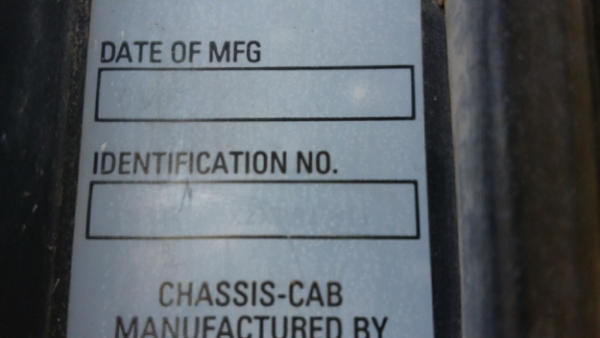 DATE OF MFG
IDENTIFICATION NO.
CHASSIS-CAB
MANUFACTURED BY